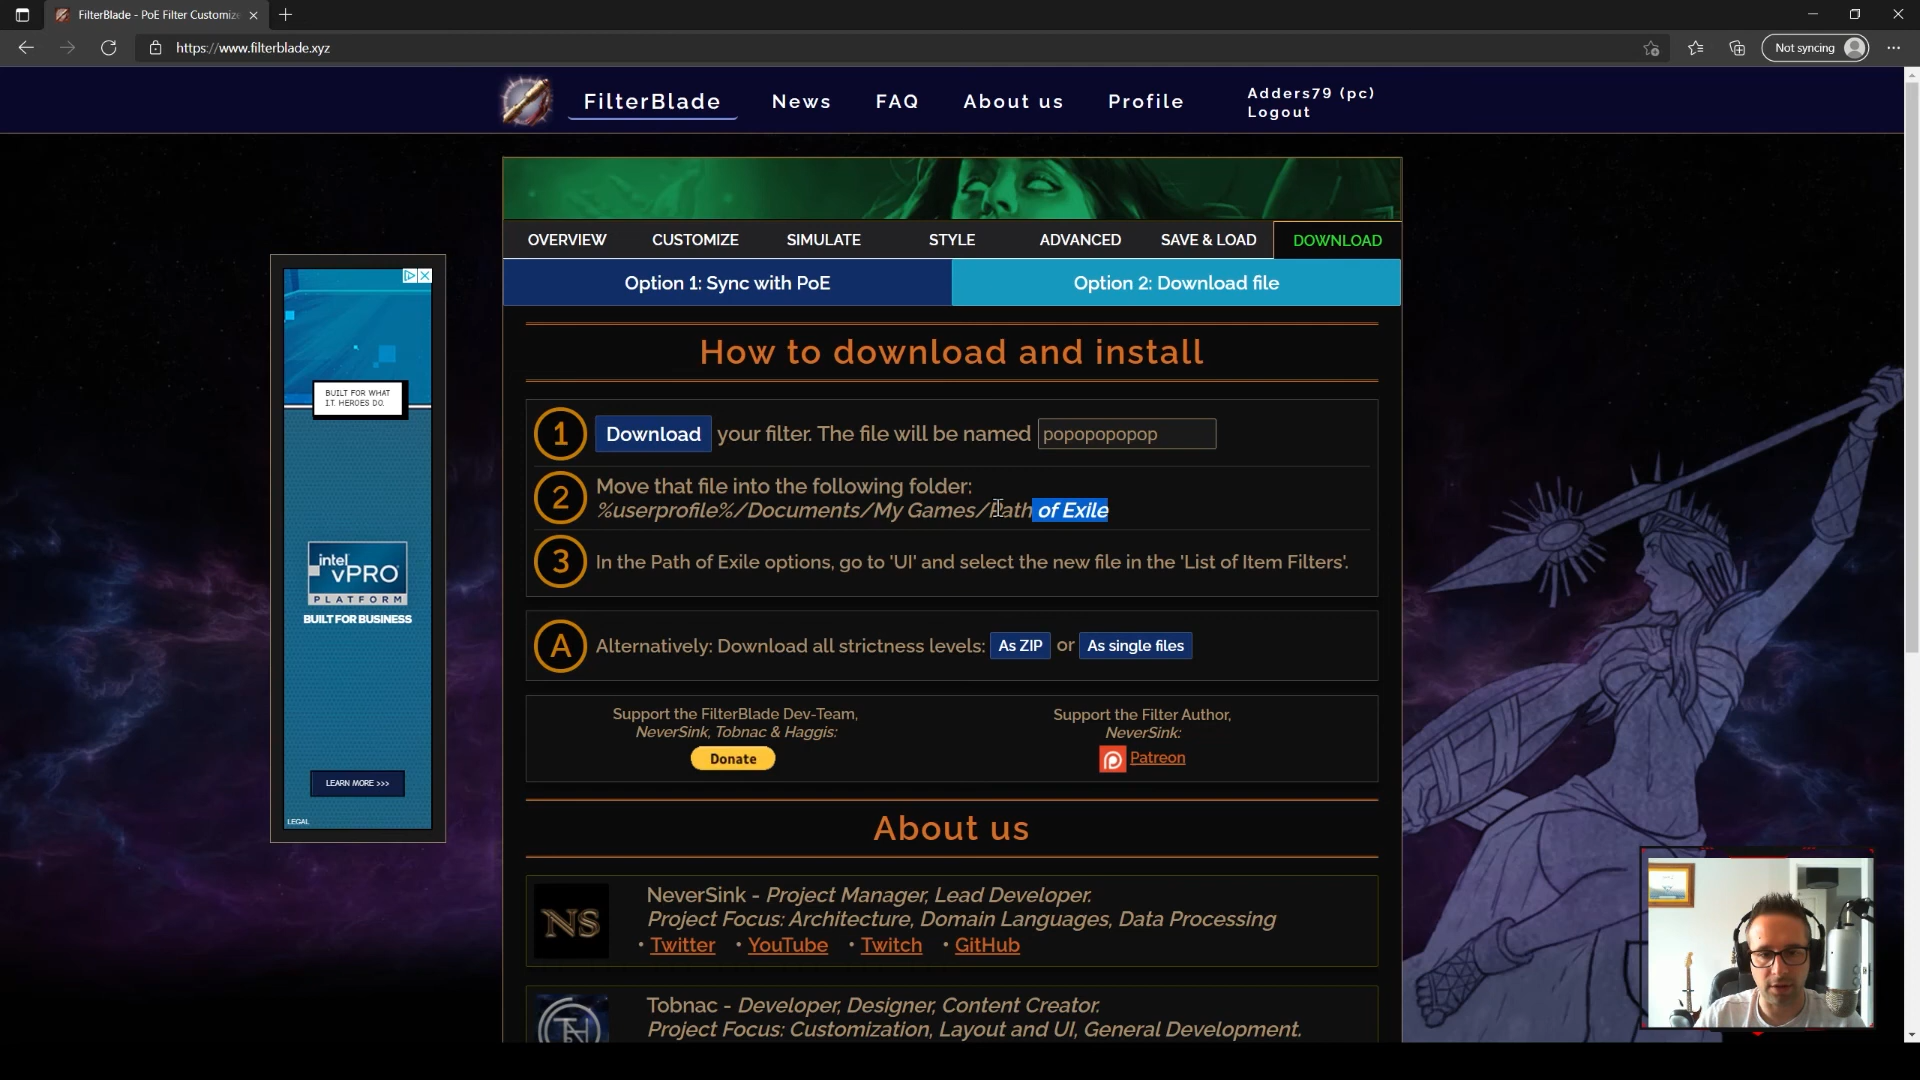 FilterBlade - PoE Filter Customize
https://www.filterblade.xyz
Not syncing
FilterBlade
News
FAQ
About us
Profile
Adders79 (pc)
Logout
OVERVIEW
CUSTOMIZE
SIMULATE
STYLE
ADVANCED
SAVE & LOAD
DOWNLOAD
Option 1: Sync with PoE
Option 2: Download file
How to download and install
1 Download your filter. The file will be named popopopopop
2 Move that file into the following folder:
%userprofile%/Documents/My Games/Path of Exile
3 In the Path of Exile options, go to 'UI' and select the new file in the 'List of Item Filters'.
A Alternatively: Download all strictness levels: As ZIP or As single files
Support the FilterBlade Dev-Team,
NeverSink, Tobnac & Haggis:
Donate
Support the Filter Author,
NeverSink:
Patreon
About us
NS
NeverSink - Project Manager, Lead Developer.
Project Focus: Architecture, Domain Languages, Data Processing
• Twitter • YouTube • Twitch • GitHub
Tobnac - Developer, Designer, Content Creator.
Project Focus: Customization, Layout and UI, General Development.
BUILT FOR WHAT
I.T. HEROES DO.
intel
vPRO
PLATFORM
BUILT FOR BUSINESS
LEARN MORE >>>
LEGAL